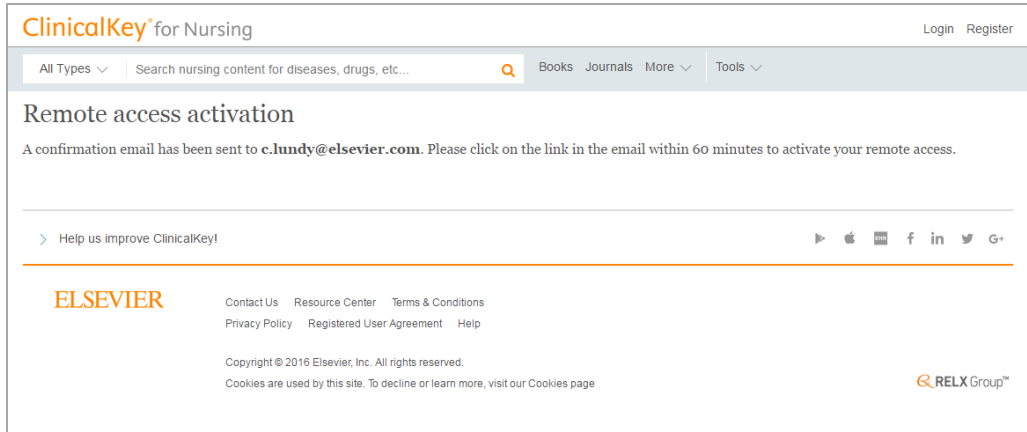 ClinicalKey® for Nursing
Login Register
All Types Search nursing content for diseases, drugs, etc... Books Journals More Tools
Remote access activation
A confirmation email has been sent to c.lundy@elsevier.com. Please click on the link in the email within 60 minutes to activate your remote access.
Help us improve ClinicalKey!
f in G+
ELSEVIER
Contact Us Resource Center Terms & Conditions
Privacy Policy Registered User Agreement Help
Copyright © 2016 Elsevier, Inc. All rights reserved.
Cookies are used by this site. To decline or learn more, visit our Cookies page
RELX Group™